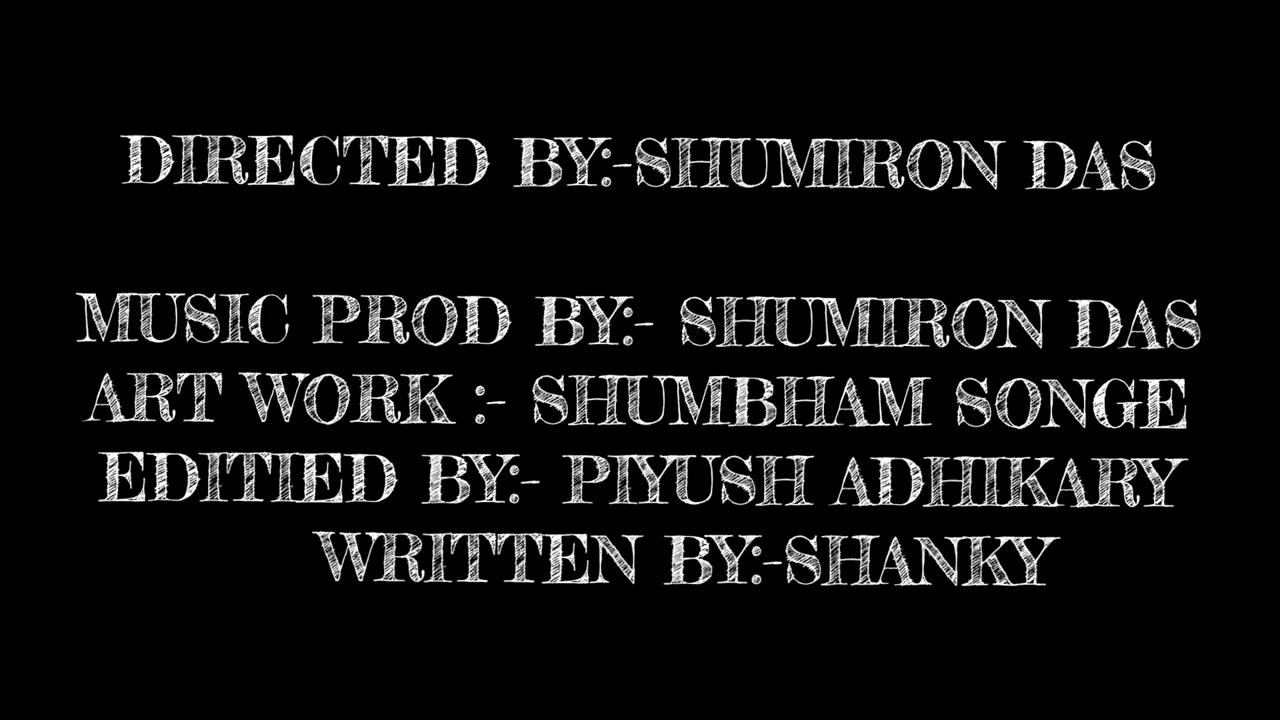 DIRECTED BY:-SHUMIRON DAS
MUSIC PROD BY:- SHUMIRON DAS
ART WORK :- SHUMBHAM SONGE
EDITIED BY:- PIYUSH ADHIKARY
WRITTEN BY:-SHANKY